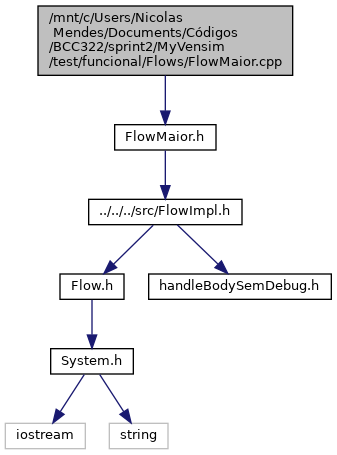 /mnt/c/Users/Nicolas
Mendes/Documents/Códigos
/BCC322/sprint2/MyVensim
/test/funcional/Flows/FlowMaior.cpp
FlowMaior.h
../../../src/FlowImpl.h
Flow.h
handleBodySemDebug.h
System.h
iostream
string